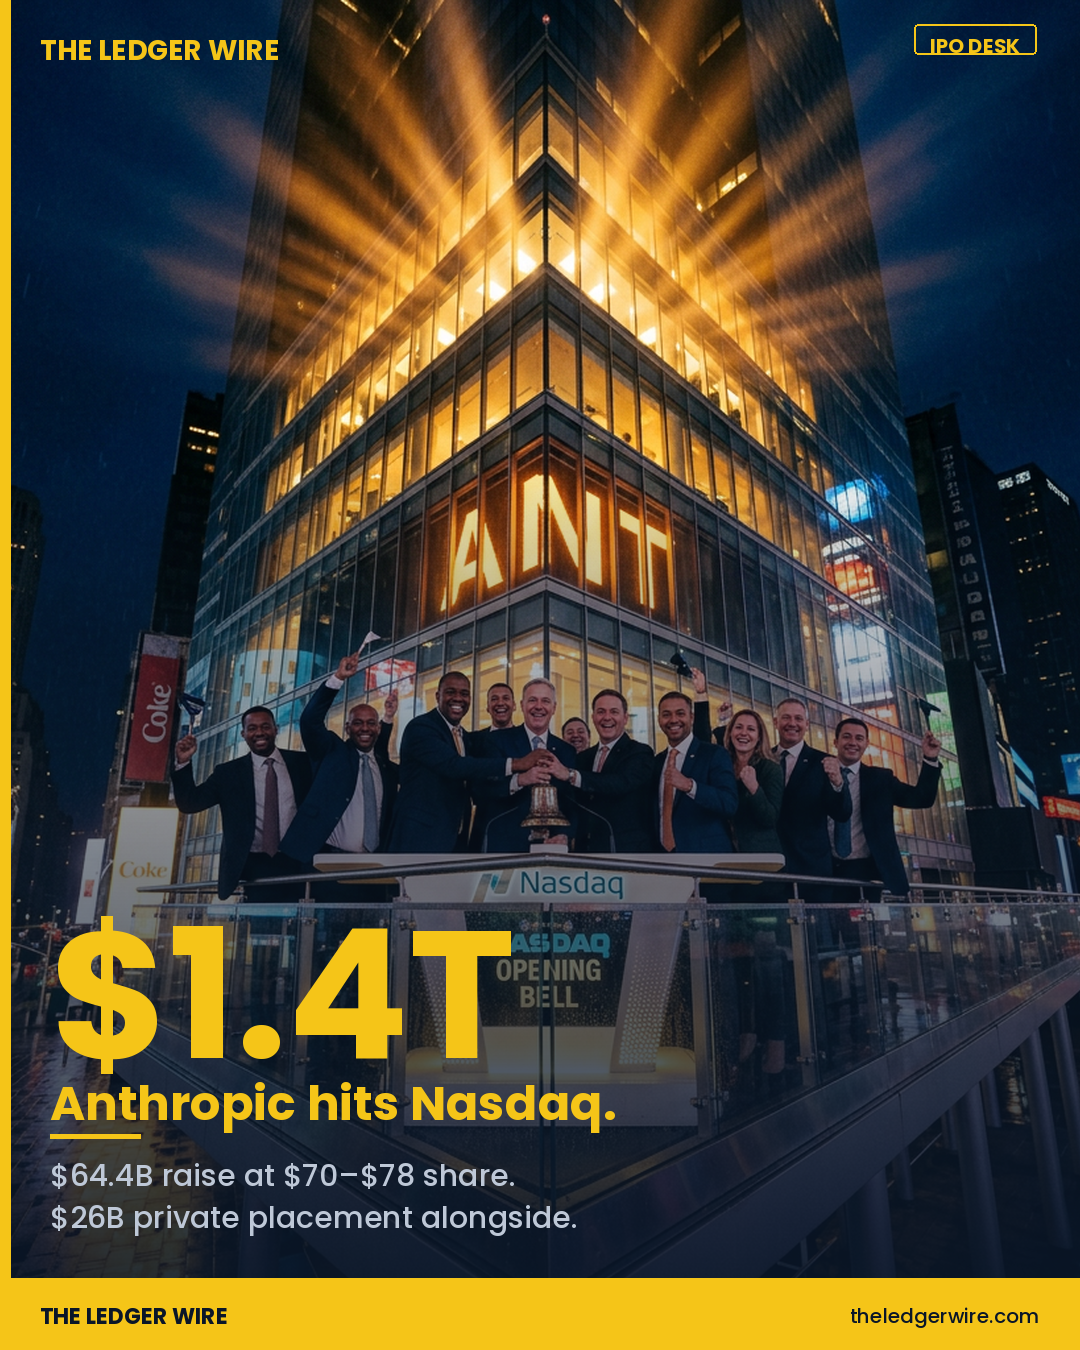 THE LEDGER WIRE
IPO DESK
ANT
Coke
Coke
Nasdaq
NASDAQ
OPENING
BELL
$1.4T
Anthropic hits Nasdaq.
$64.4B raise at $70–$78 share.
$26B private placement alongside.
THE LEDGER WIRE
theledgerwire.com